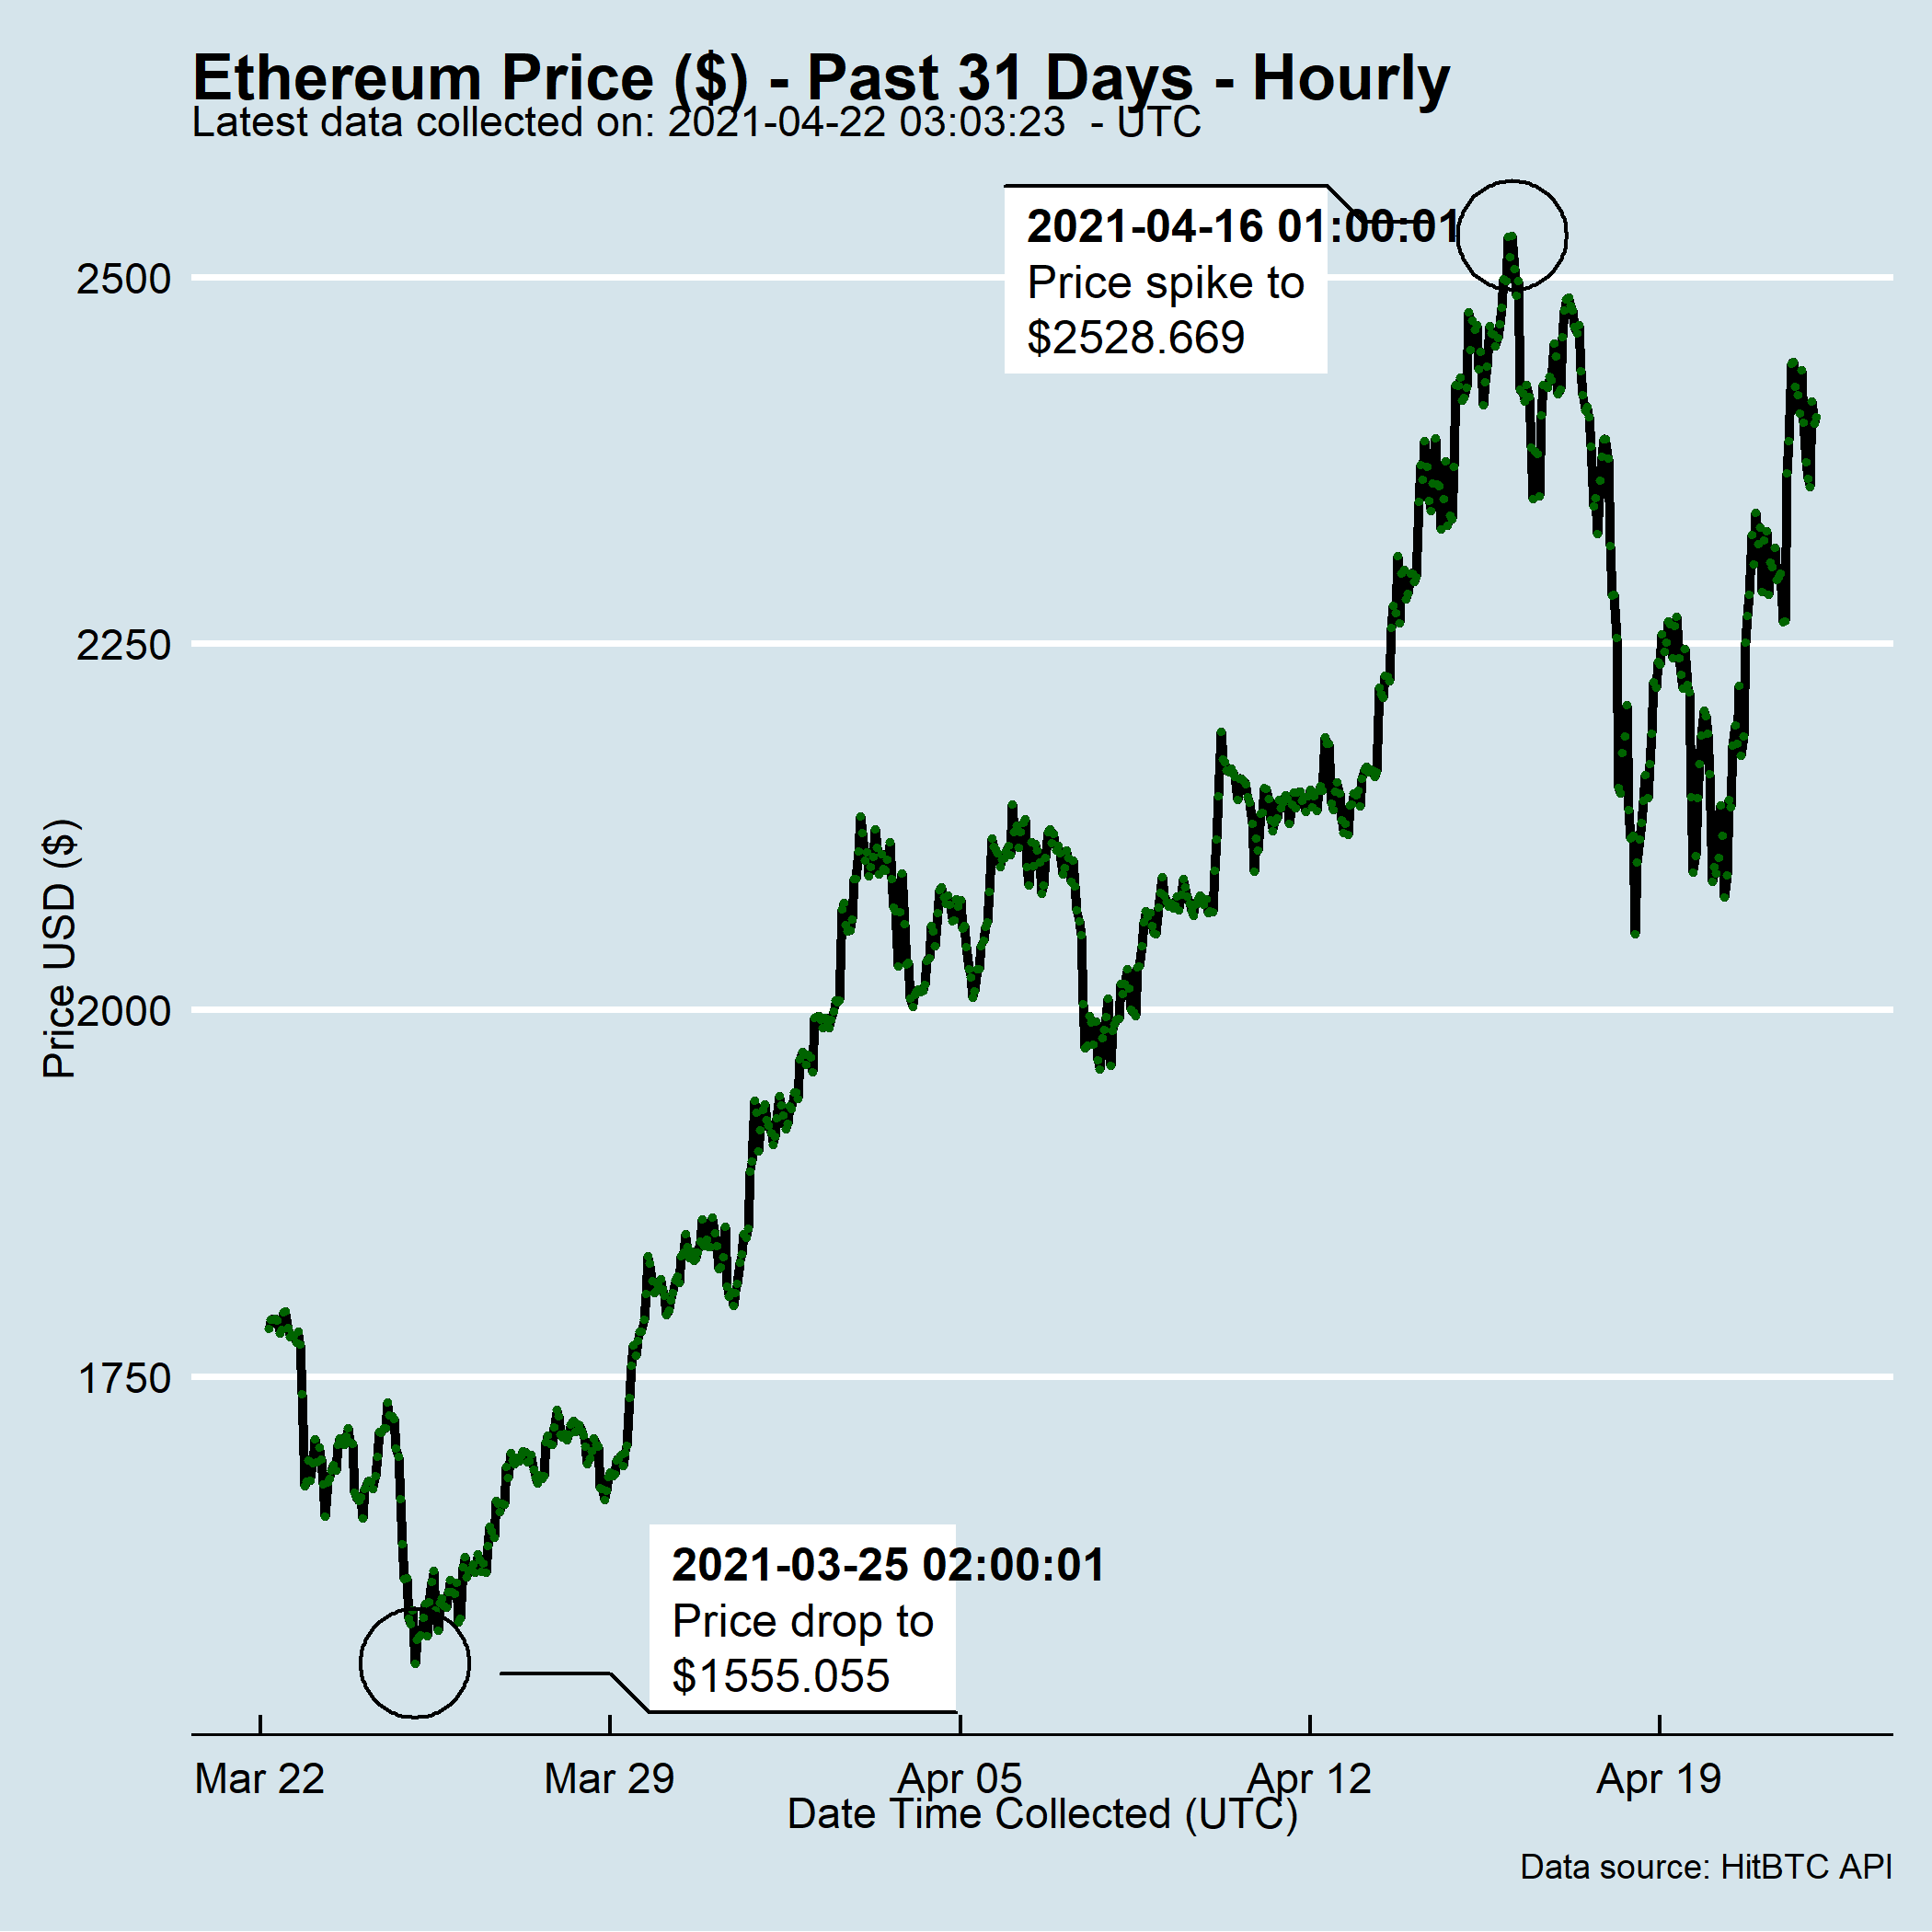 Ethereum Price ($) - Past 31 Days - Hourly
Latest data collected on: 2021-04-22 03:03:23  - UTC
2021-04-16 01:00:01
Price spike to
$2528.669
2500
2250
2000
1750
Price USD ($)
2021-03-25 02:00:01
Price drop to
$1555.055
Mar 22
Mar 29
Apr 05
Apr 12
Apr 19
Date Time Collected (UTC)
Data source: HitBTC API